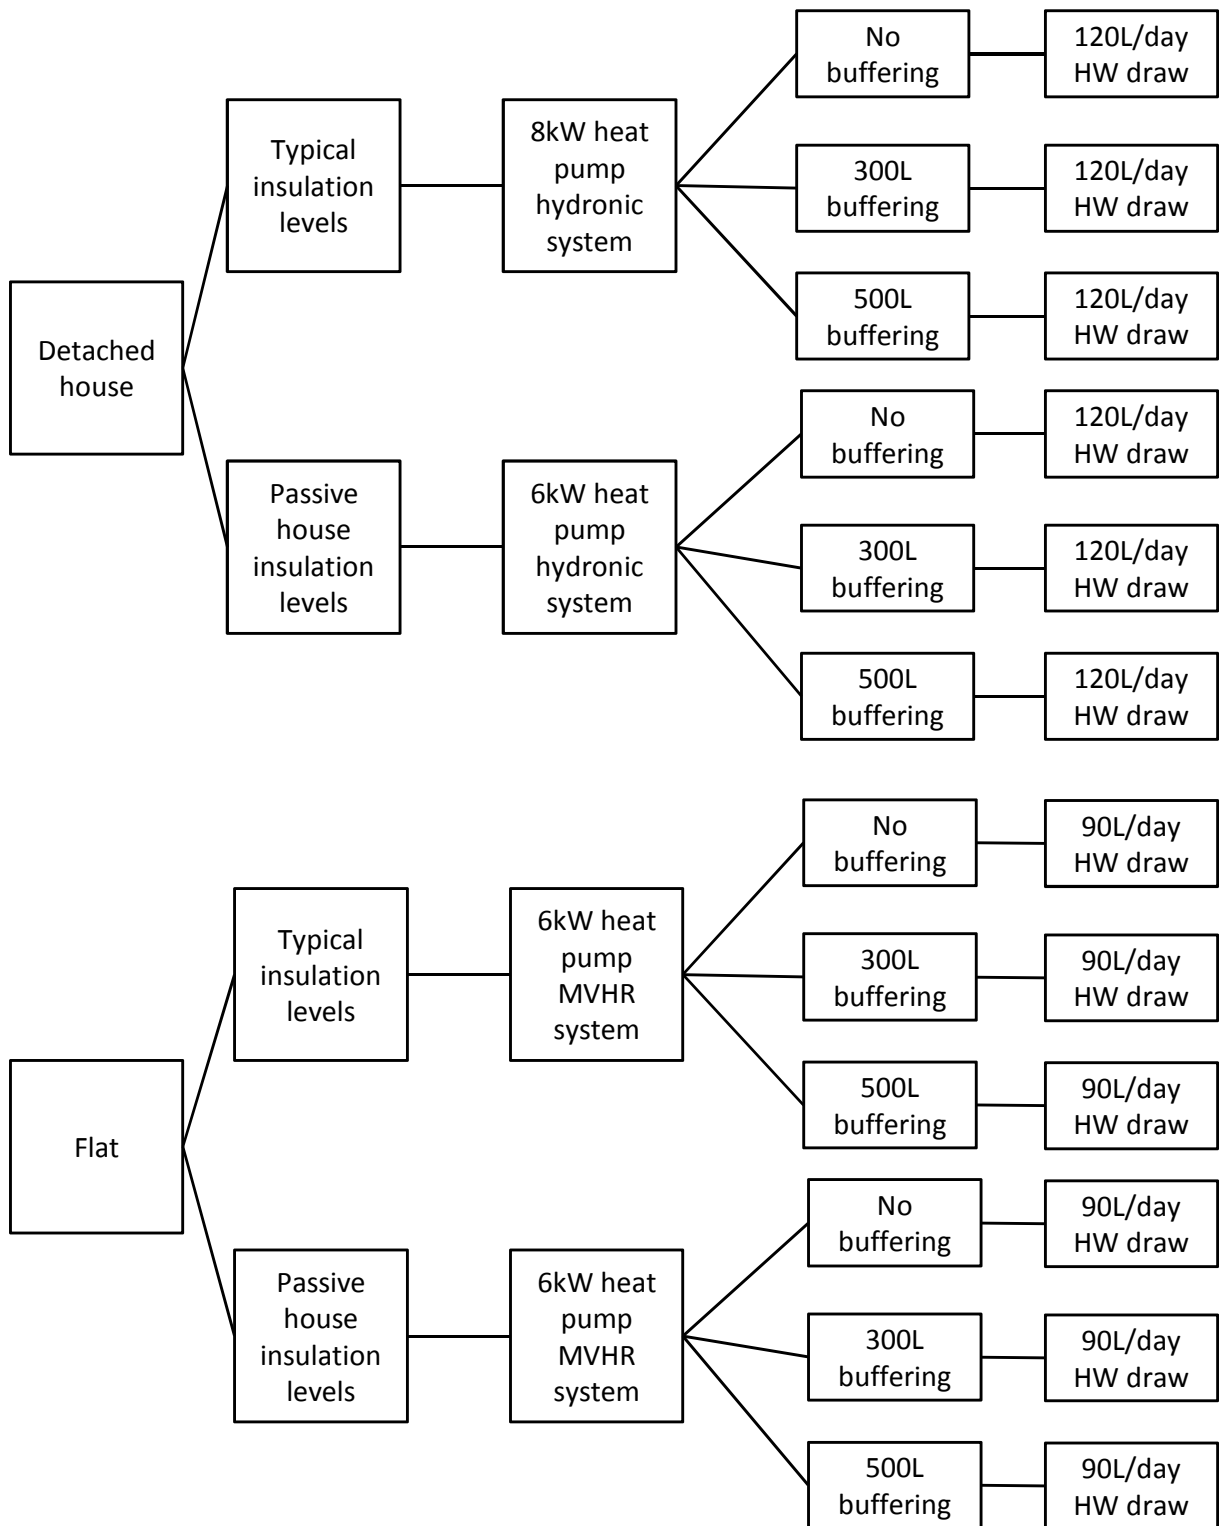 Detached
house
Typical
insulation
levels
8kW heat
pump
hydronic
system
No
buffering
120L/day
HW draw
300L
buffering
120L/day
HW draw
500L
buffering
120L/day
HW draw
Passive
house
insulation
levels
6kW heat
pump
hydronic
system
No
buffering
120L/day
HW draw
300L
buffering
120L/day
HW draw
500L
buffering
120L/day
HW draw
Flat
Typical
insulation
levels
6kW heat
pump
MVHR
system
No
buffering
90L/day
HW draw
300L
buffering
90L/day
HW draw
500L
buffering
90L/day
HW draw
Passive
house
insulation
levels
6kW heat
pump
MVHR
system
No
buffering
90L/day
HW draw
300L
buffering
90L/day
HW draw
500L
buffering
90L/day
HW draw